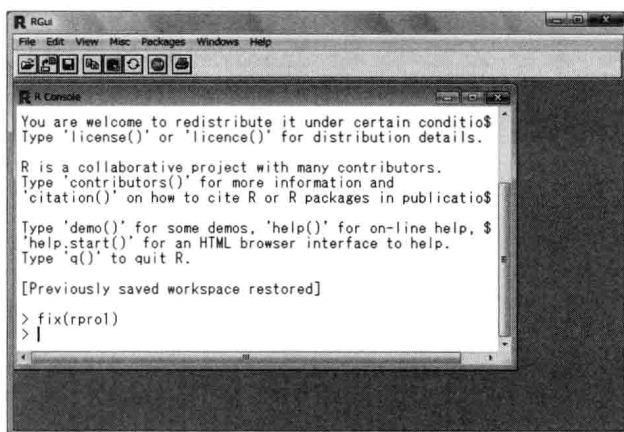 R RGui
File Edit View Misc Packages Windows Help
R R Console
You are welcome to redistribute it under certain conditio$
Type 'license()' or 'licence()' for distribution details.
R is a collaborative project with many contributors.
Type 'contributors()' for more information and
'citation()' on how to cite R or R packages in publicatio$
Type 'demo()' for some demos, 'help()' for on-line help, $
'help.start()' for an HTML browser interface to help.
Type 'q()' to quit R.
[Previously saved workspace restored]
> fix(rpro1)
>